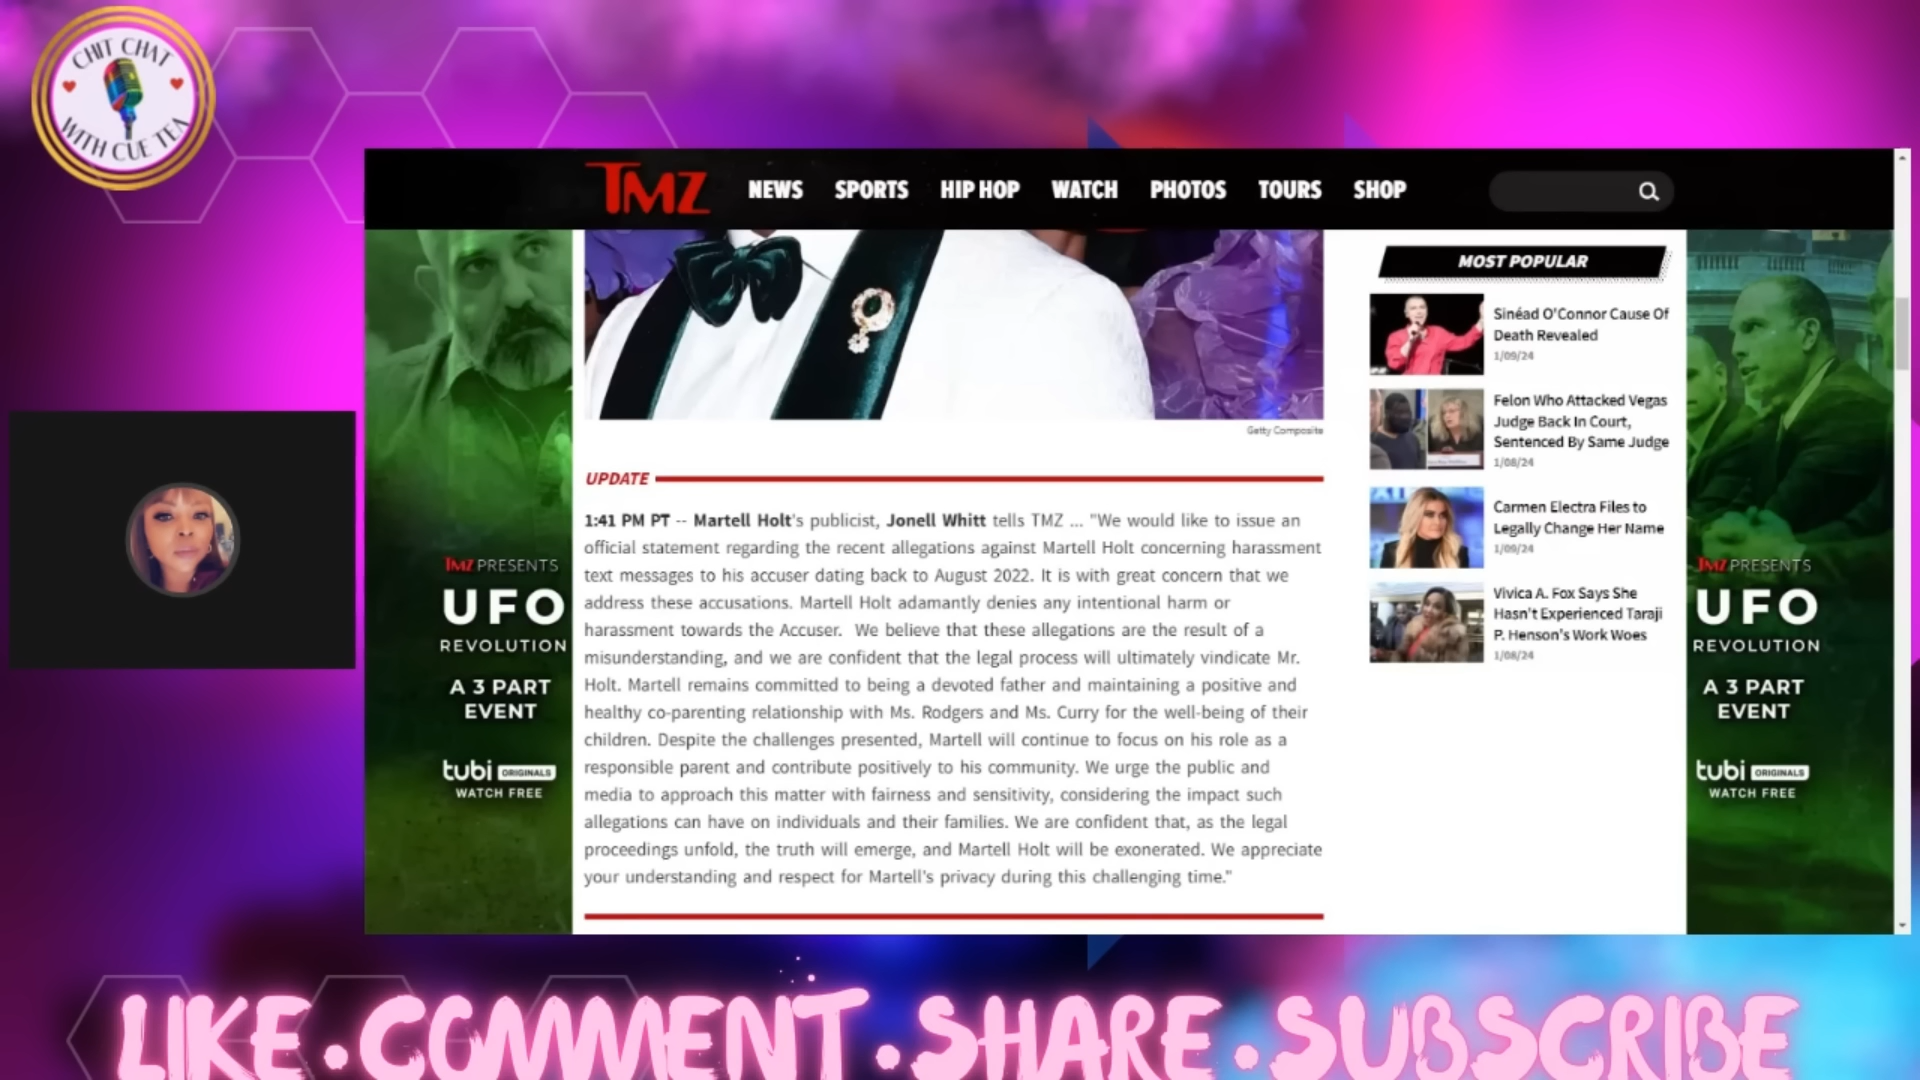 CHIT CHAT
WITH CUE TEA
TMZ NEWS SPORTS HIP HOP WATCH PHOTOS TOURS SHOP
Getty Composite
UPDATE
1:41 PM PT -- Martell Holt's publicist, Jonell Whitt tells TMZ ... "We would like to issue an
official statement regarding the recent allegations against Martell Holt concerning harassment
text messages to his accuser dating back to August 2022. It is with great concern that we
address these accusations. Martell Holt adamantly denies any intentional harm or
harassment towards the Accuser. We believe that these allegations are the result of a
misunderstanding, and we are confident that the legal process will ultimately vindicate Mr.
Holt. Martell remains committed to being a devoted father and maintaining a positive and
healthy co-parenting relationship with Ms. Rodgers and Ms. Curry for the well-being of their
children. Despite the challenges presented, Martell will continue to focus on his role as a
responsible parent and contribute positively to his community. We urge the public and
media to approach this matter with fairness and sensitivity, considering the impact such
allegations can have on individuals and their families. We are confident that, as the legal
proceedings unfold, the truth will emerge, and Martell Holt will be exonerated. We appreciate
your understanding and respect for Martell's privacy during this challenging time."
MOST POPULAR
Sinéad O'Connor Cause Of
Death Revealed
1/09/24
Felon Who Attacked Vegas
Judge Back In Court,
Sentenced By Same Judge
1/08/24
Carmen Electra Files to
Legally Change Her Name
1/09/24
Vivica A. Fox Says She
Hasn't Experienced Taraji
P. Henson's Work Woes
1/08/24
TMZ PRESENTS
UFO
REVOLUTION
A 3 PART
EVENT
tubi ORIGINALS
WATCH FREE
TMZ PRESENTS
UFO
REVOLUTION
A 3 PART
EVENT
tubi ORIGINALS
WATCH FREE
LIKE.COMMENT.SHARE.SUBSCRIBE